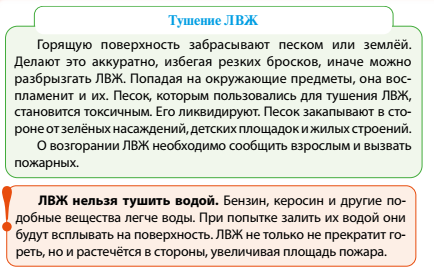 Тушение ЛВЖ
Горящую поверхность забрасывают песком или землёй.
Делают это аккуратно, избегая резких бросков, иначе можно
разбрызгать ЛВЖ. Попадая на окружающие предметы, она вос-
пламенит и их. Песок, которым пользовались для тушения ЛВЖ,
становится токсичным. Его ликвидируют. Песок закапывают в сто-
роне от зелёных насаждений, детских площадок и жилых строений.
О возгорании ЛВЖ необходимо сообщить взрослым и вызвать
пожарных.
! ЛВЖ нельзя тушить водой. Бензин, керосин и другие по-
добные вещества легче воды. При попытке залить их водой они
будут всплывать на поверхность. ЛВЖ не только не прекратит го-
реть, но и растечётся в стороны, увеличивая площадь пожара.